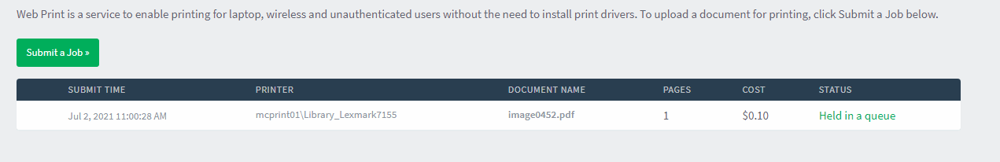 Web Print is a service to enable printing for laptop, wireless and unauthenticated users without the need to install print drivers. To upload a document for printing, click Submit a Job below.
Submit a Job »
SUBMIT TIME PRINTER DOCUMENT NAME PAGES COST STATUS
Jul 2, 2021 11:00:28 AM mcprint01\Library_Lexmark7155 image0452.pdf 1 $0.10 Held in a queue